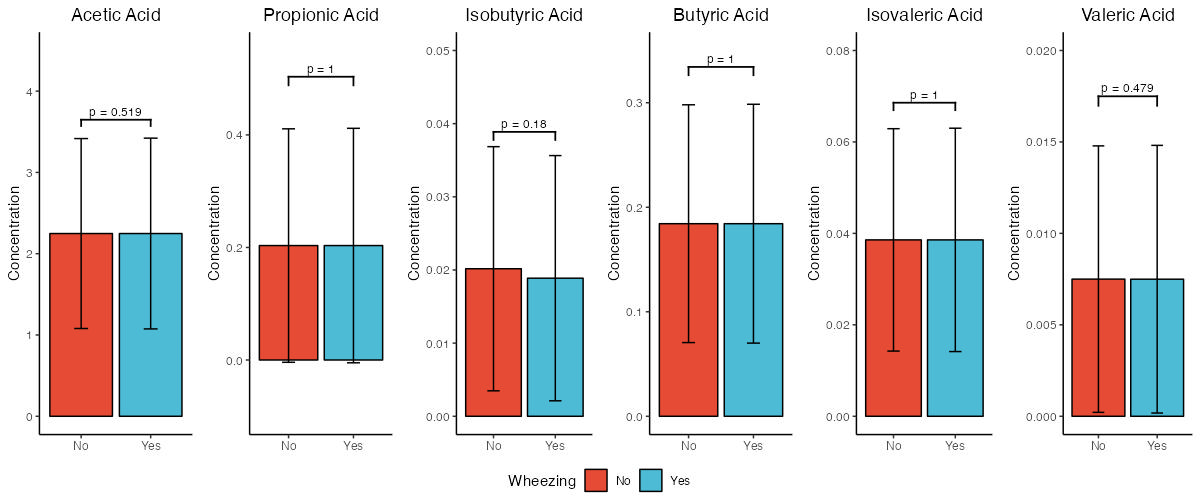 Acetic Acid
Propionic Acid
Isobutyric Acid
Butyric Acid
Isovaleric Acid
Valeric Acid
Concentration
4
3
2
1
0
p = 0.519
No
Yes
Concentration
0.4
0.2
0.0
p = 1
No
Yes
Concentration
0.05
0.04
0.03
0.02
0.01
0.00
p = 0.18
No
Yes
Concentration
0.3
0.2
0.1
0.0
p = 1
No
Yes
Concentration
0.08
0.06
0.04
0.02
0.00
p = 1
No
Yes
Concentration
0.020
0.015
0.010
0.005
0.000
p = 0.479
No
Yes
Wheezing No Yes